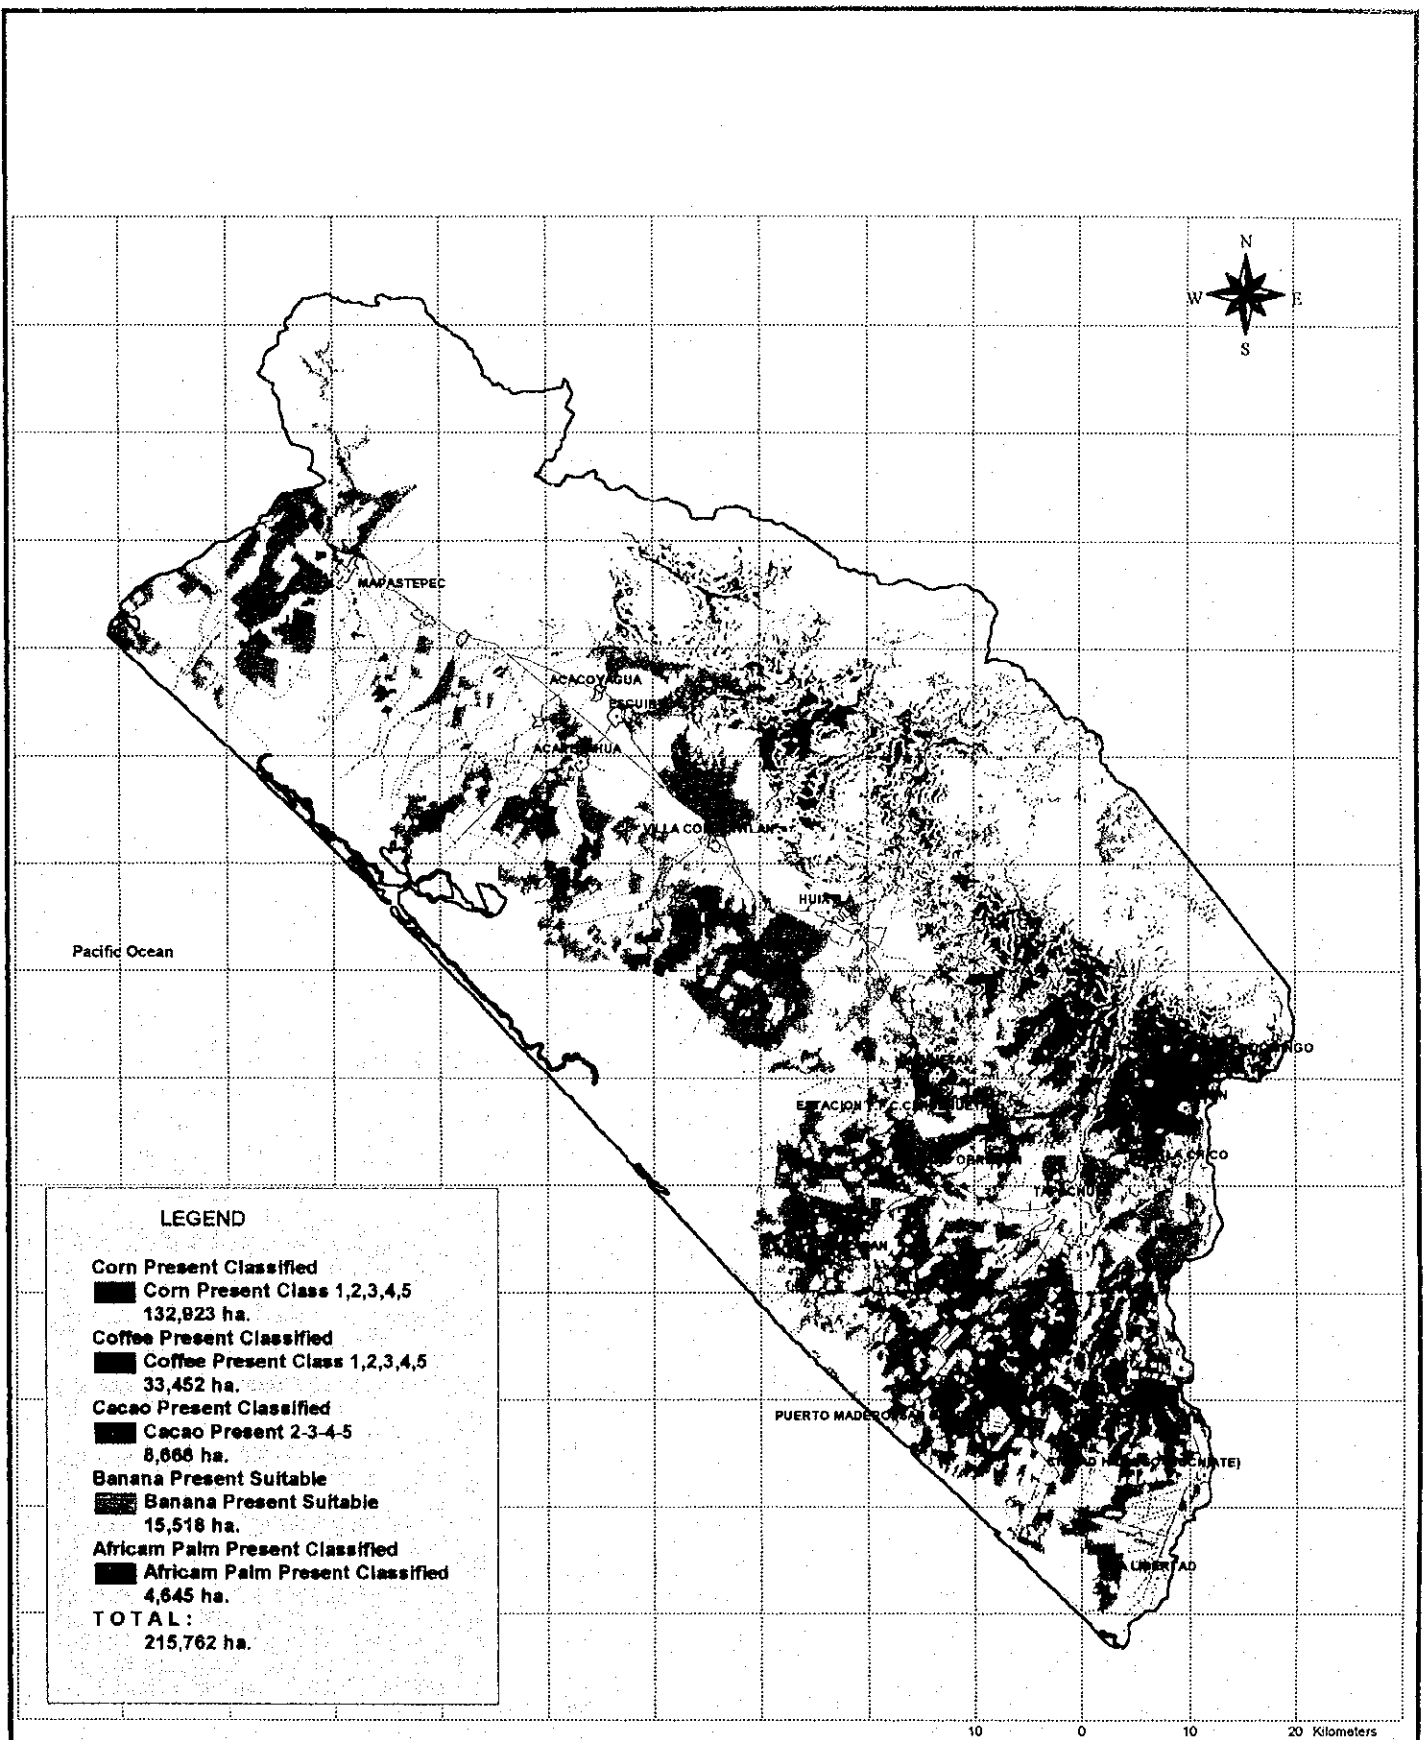 N
W E
S
MAPASTEPEC
ACACOYAGUA
HUIXTLA
Pacific Ocean
PUERTO MADERO
LEGEND
Corn Present Classified
Corn Present Class 1,2,3,4,5
132,923 ha.
Coffee Present Classified
Coffee Present Class 1,2,3,4,5
33,452 ha.
Cacao Present Classified
Cacao Present 2-3-4-5
8,668 ha.
Banana Present Suitable
Banana Present Suitable
15,518 ha.
Africam Palm Present Classified
Africam Palm Present Classified
4,645 ha.
TOTAL:
215,762 ha.
10 0 10 20 Kilometers